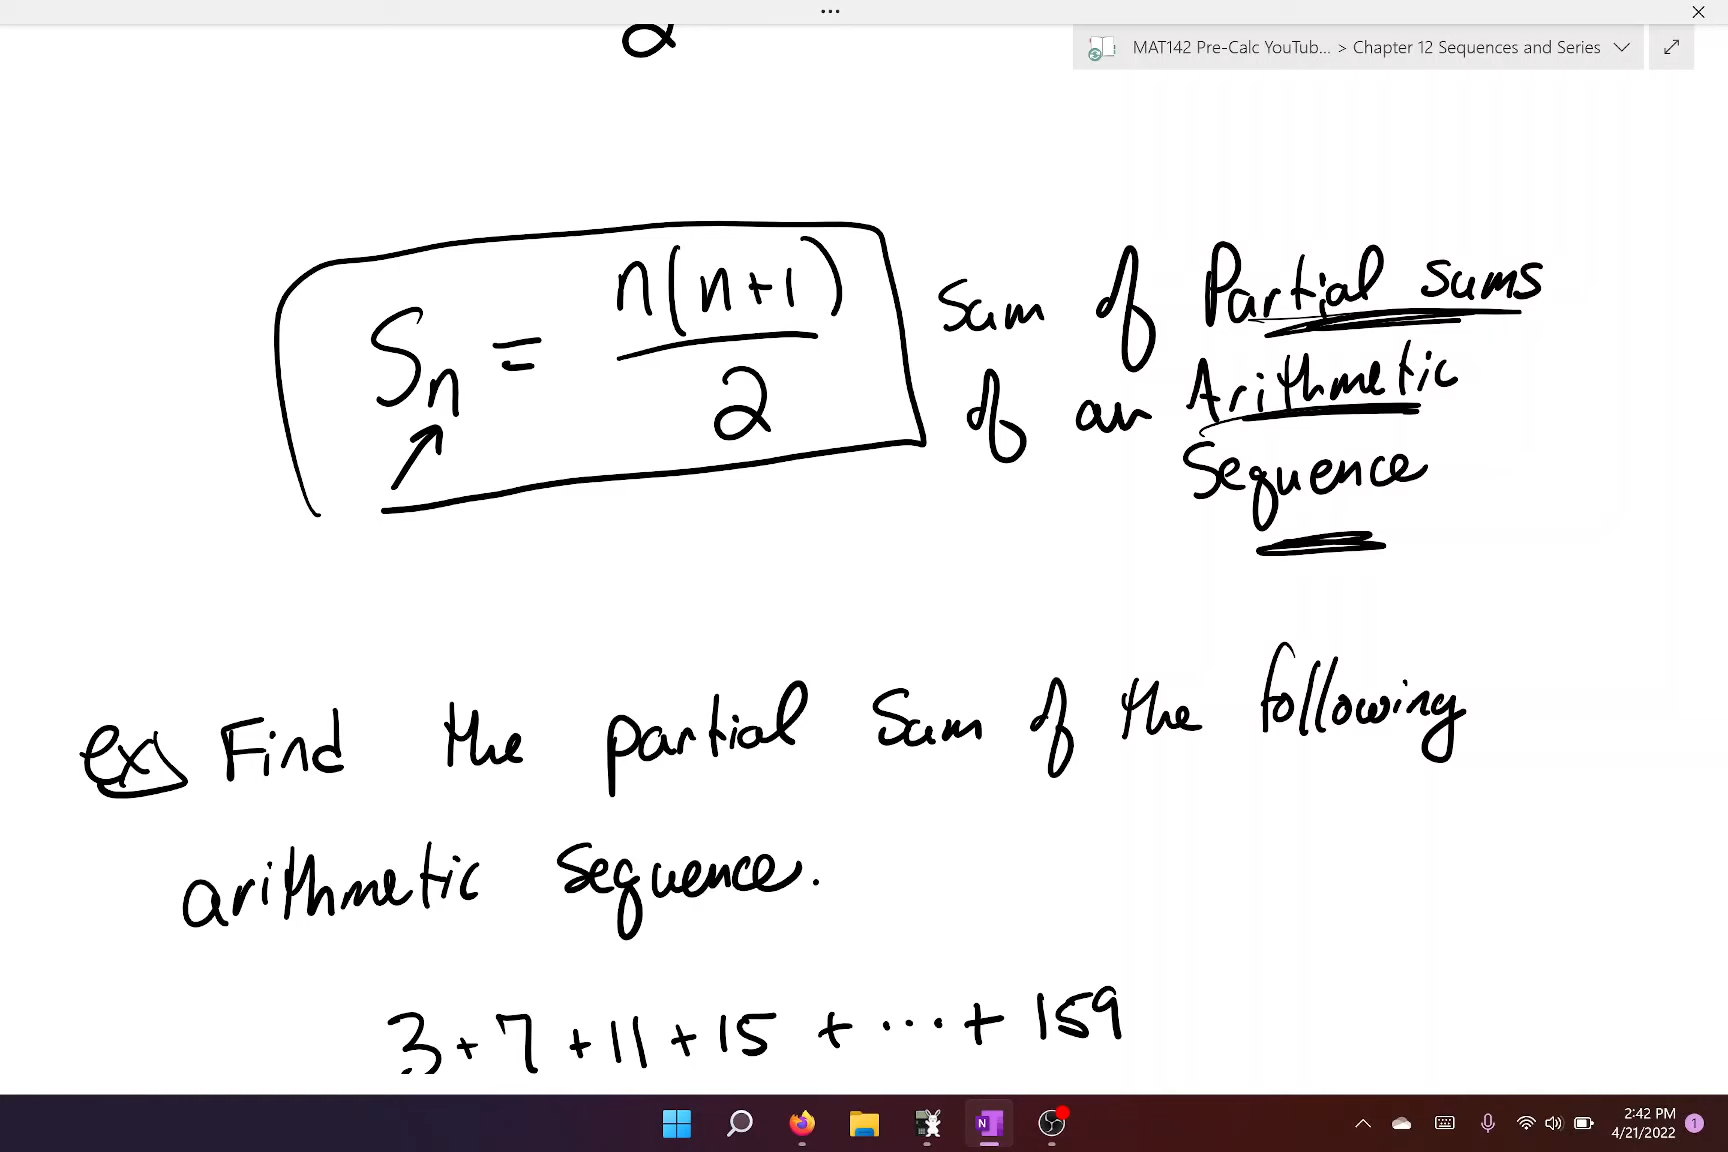 2
MAT142 Pre-Calc YouTub... > Chapter 12 Sequences and Series
Sn = n(n+1)/2
Sum of Partial sums
of an Arithmetic
Sequence
ex) Find the partial sum of the following
arithmetic sequence.
3+7+11+15+...+159
2:42 PM
4/21/2022
1